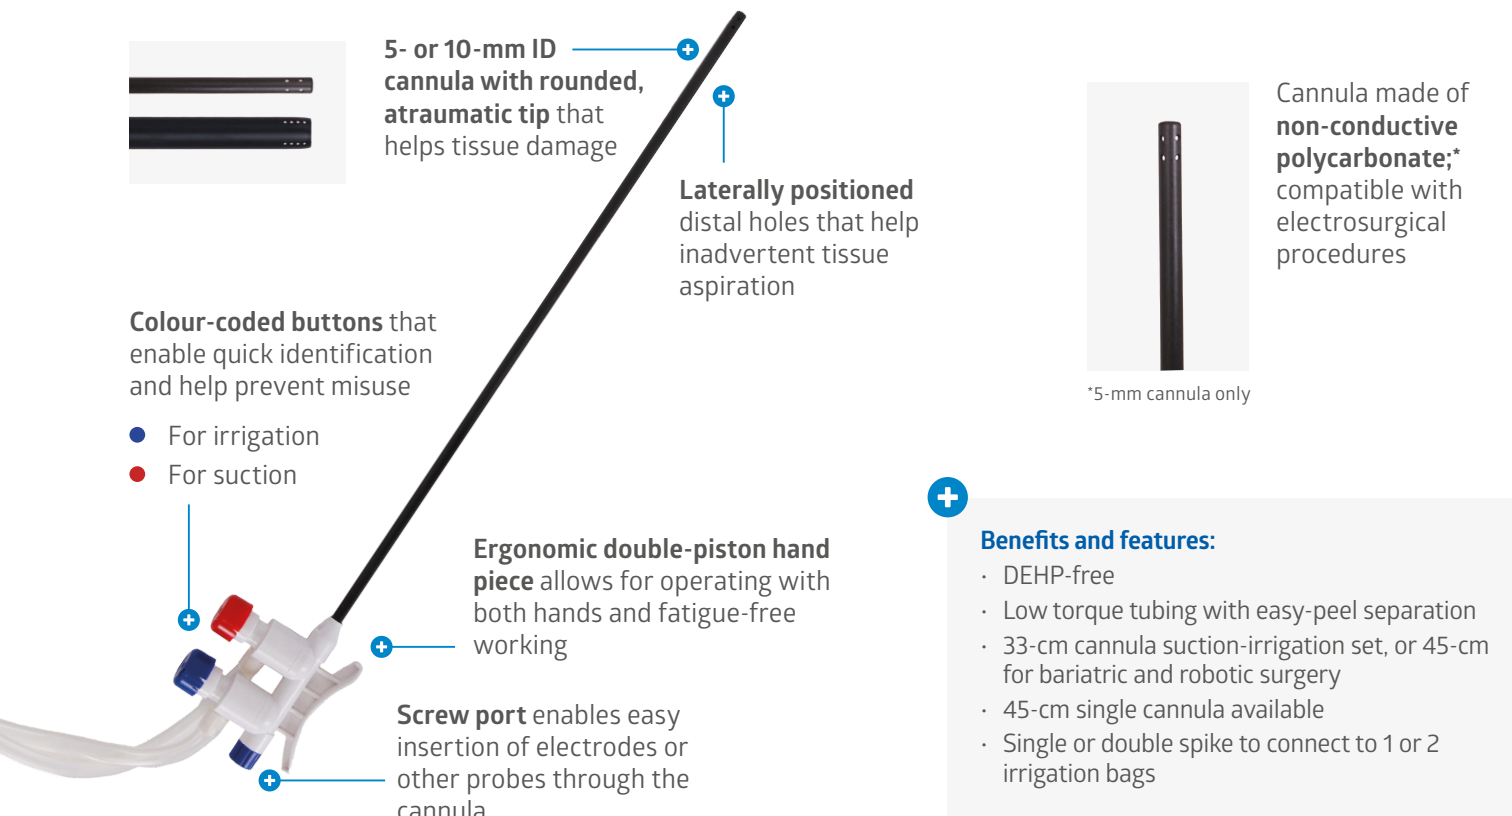 5- or 10-mm ID
cannula with rounded,
atraumatic tip that
helps tissue damage
Laterally positioned
distal holes that help
inadvertent tissue
aspiration
Cannula made of
non-conductive
polycarbonate;*
compatible with
electrosurgical
procedures
*5-mm cannula only
Colour-coded buttons that
enable quick identification
and help prevent misuse
For irrigation
For suction
Ergonomic double-piston hand
piece allows for operating with
both hands and fatigue-free
working
Screw port enables easy
insertion of electrodes or
other probes through the
cannula
Benefits and features:
· DEHP-free
· Low torque tubing with easy-peel separation
· 33-cm cannula suction-irrigation set, or 45-cm
for bariatric and robotic surgery
· 45-cm single cannula available
· Single or double spike to connect to 1 or 2
irrigation bags